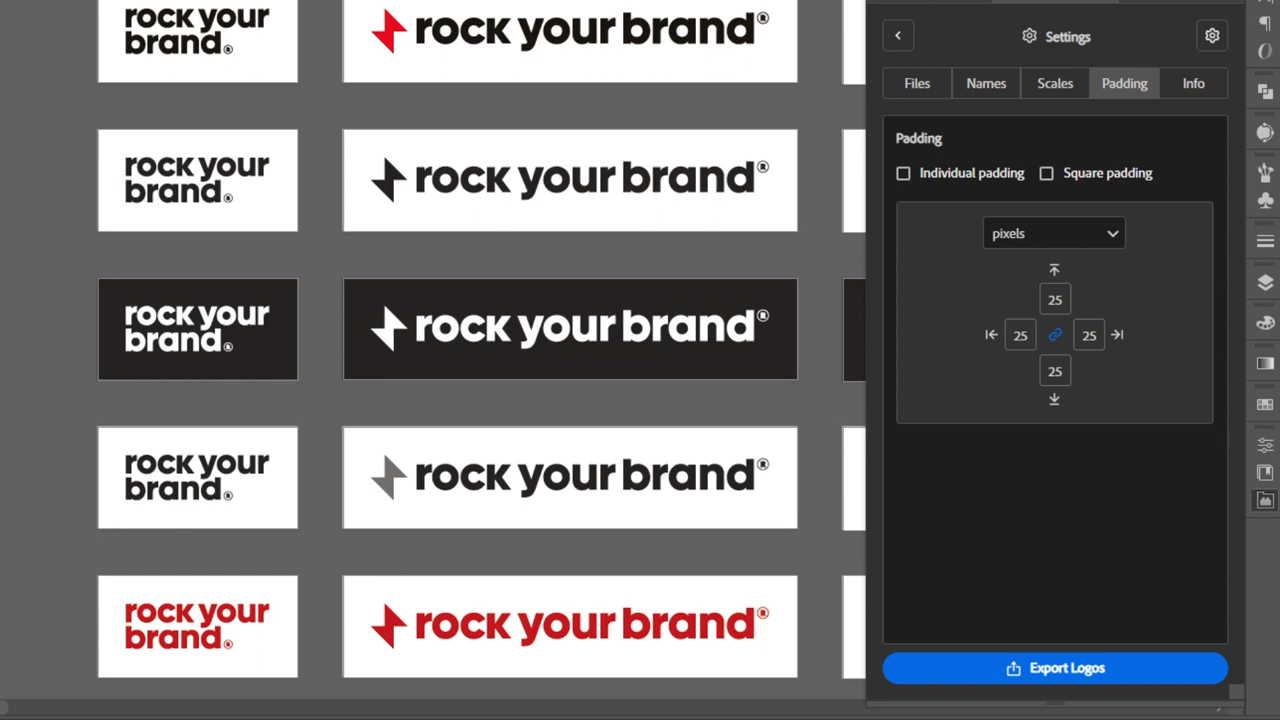 rock your
brand®
rock your brand®
rock your
brand®
rock your brand®
rock your
brand®
rock your brand®
rock your
brand®
rock your brand®
rock your
brand®
rock your brand®
Settings
Files
Names
Scales
Padding
Info
Padding
Individual padding
Square padding
pixels
25
25
25
25
Export Logos